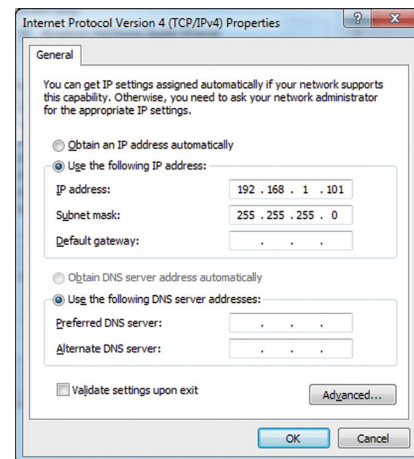 Internet Protocol Version 4 (TCP/IPv4) Properties
General
You can get IP settings assigned automatically if your network supports
this capability. Otherwise, you need to ask your network administrator
for the appropriate IP settings.
Obtain an IP address automatically
Use the following IP address:
IP address: 192 . 168 . 1 . 101
Subnet mask: 255 . 255 . 255 . 0
Default gateway: . . .
Obtain DNS server address automatically
Use the following DNS server addresses:
Preferred DNS server: . . .
Alternate DNS server: . . .
Validate settings upon exit
Advanced...
OK Cancel